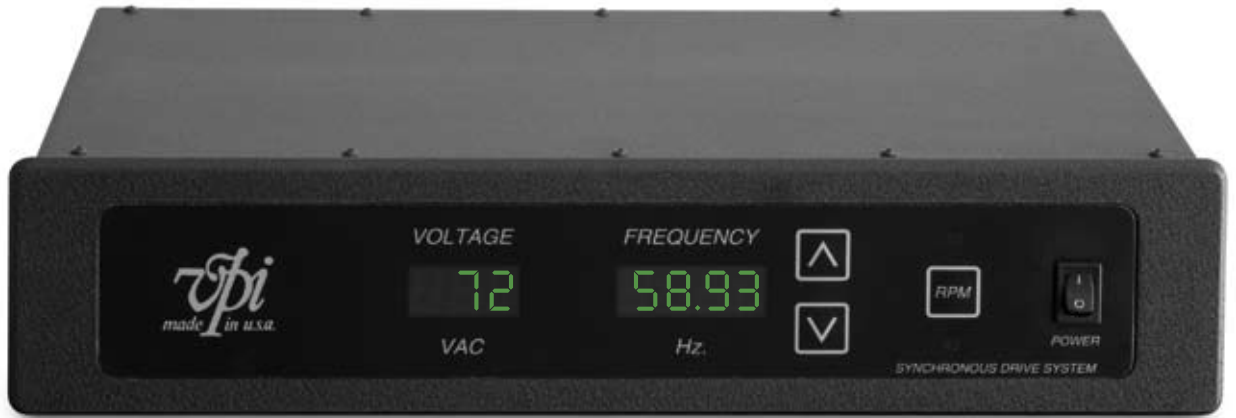 VOLTAGE
FREQUENCY
vpi
made in u.s.a.
72
58.93
RPM
VAC
Hz.
POWER
SYNCHRONOUS DRIVE SYSTEM